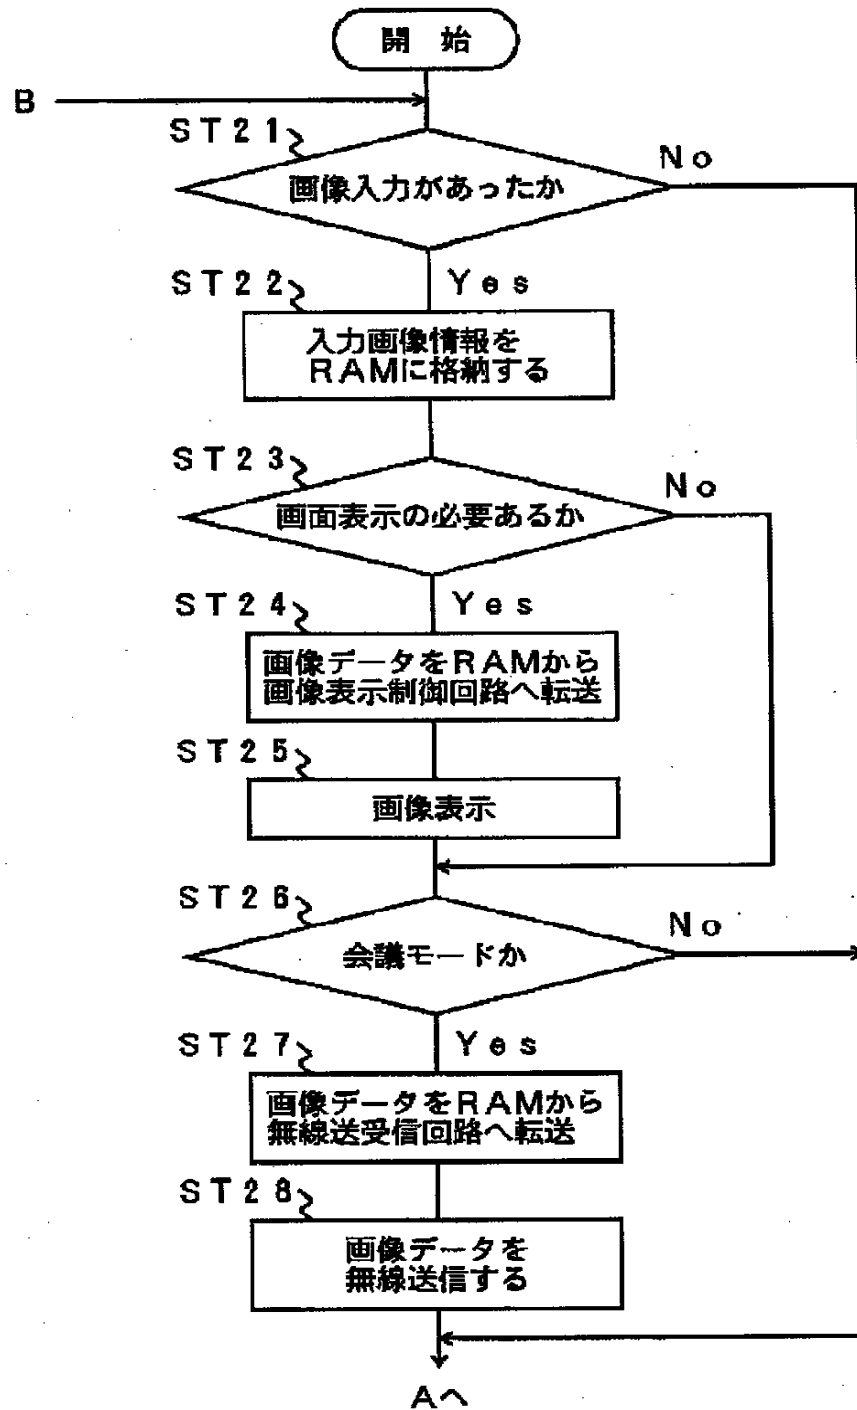 開 始
B
ST21
画像入力があったか
No
Yes
ST22
入力画像情報を
RAMに格納する
ST23
画面表示の必要あるか
No
Yes
ST24
画像データをRAMから
画像表示制御回路へ転送
ST25
画像表示
ST26
会議モードか
No
Yes
ST27
画像データをRAMから
無線送受信回路へ転送
ST28
画像データを
無線送信する
Aへ